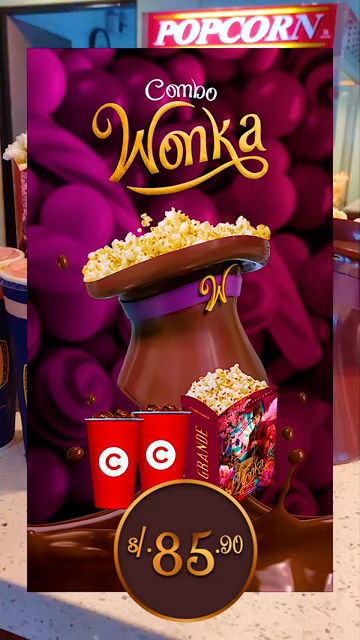 POPCORN
Combo
Wonka
W
GRANDE
Wonka
C
C
s/.85.90